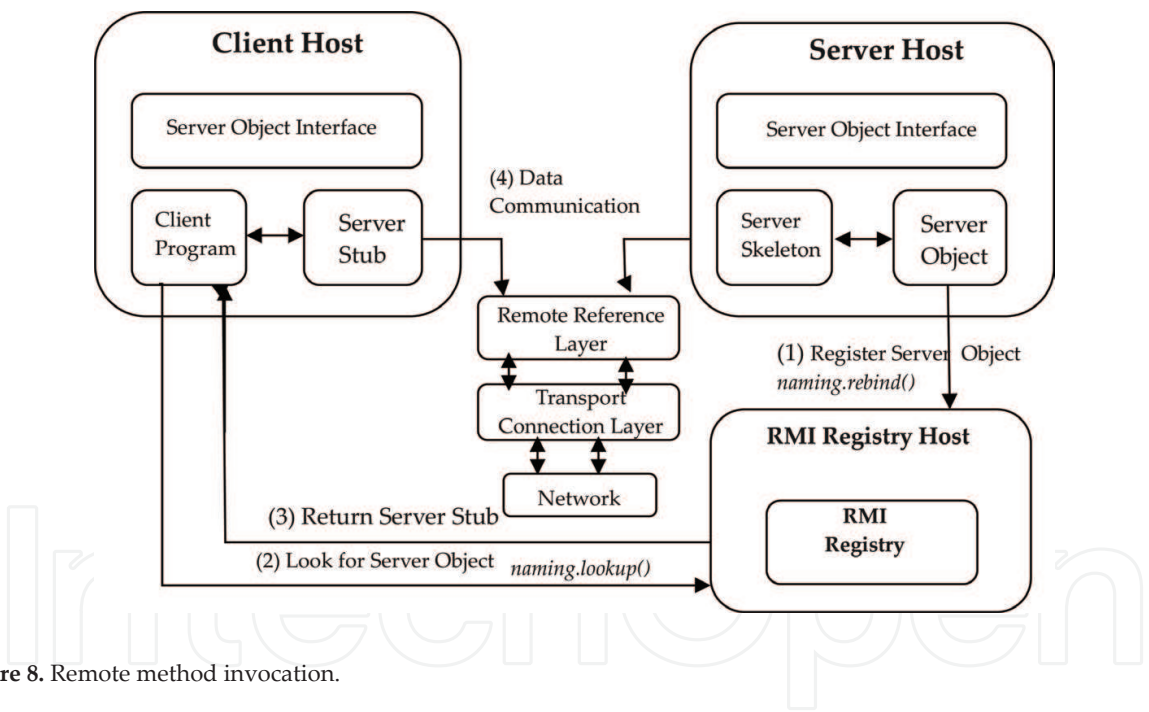 Client Host
Server Object Interface
Client
Program
Server
Stub
(4) Data
Communication
Server Host
Server Object Interface
Server
Skeleton
Server
Object
Remote Reference
Layer
Transport
Connection Layer
Network
(1) Register Server Object
naming.rebind()
RMI Registry Host
RMI
Registry
(3) Return Server Stub
(2) Look for Server Object naming.lookup()
IntechOpen
re 8. Remote method invocation.